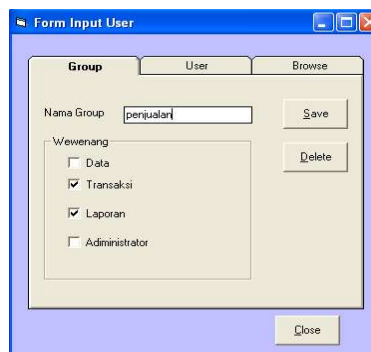 Form Input User
Group User Browse
Nama Group penjualan Save
Wewenang
Delete
Data
Transaksi
Laporan
Adiministrator
Close